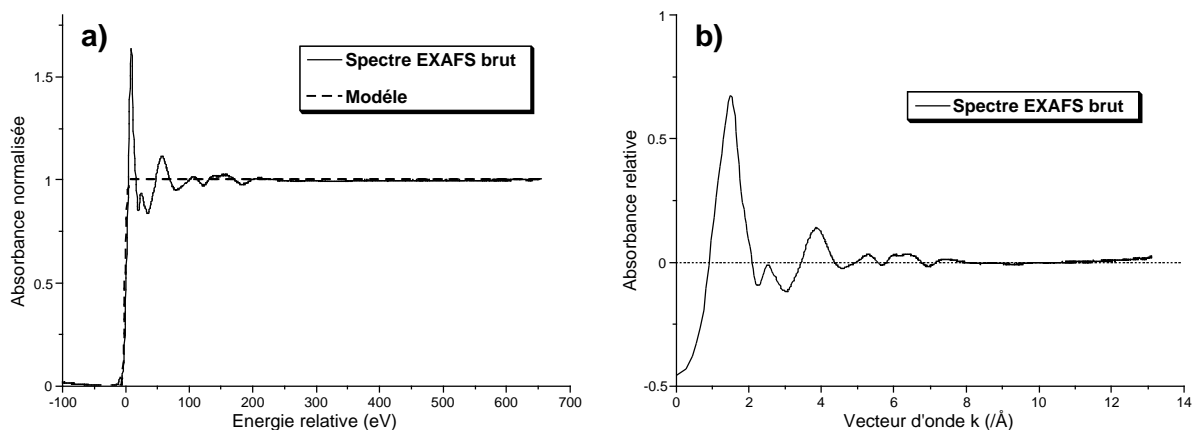 a)
Spectre EXAFS brut
Modéle
Absorbance normalisée
1.5
1
0.5
0
-100
0
100
200
300
400
500
600
700
Energie relative (eV)
b)
Spectre EXAFS brut
Absorbance relative
1
0.5
0
-0.5
0
2
4
6
8
10
12
14
Vecteur d'onde k (/Å)